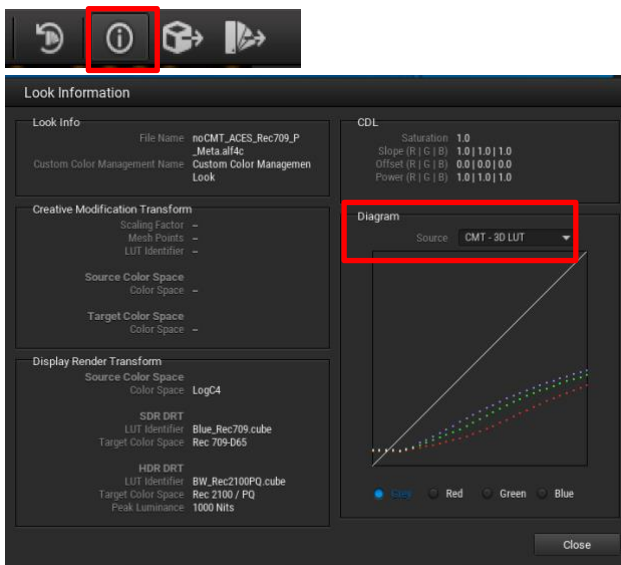 Look Information
Look Info
File Name noCMT_ACES_Rec709_P
_Meta.alf4c
Custom Color Management Name Custom Color Managemen
Look
Creative Modification Transform
Scaling Factor –
Mesh Points –
LUT Identifier –
Source Color Space
Color Space –
Target Color Space
Color Space –
Display Render Transform
Source Color Space
Color Space LogC4
SDR DRT
LUT Identifier Blue_Rec709.cube
Target Color Space Rec 709-D65
HDR DRT
LUT Identifier BW_Rec2100PQ.cube
Target Color Space Rec 2100 / PQ
Peak Luminance 1000 Nits
CDL
Saturation 1.0
Slope (R | G | B) 1.0 | 1.0 | 1.0
Offset (R | G | B) 0.0 | 0.0 | 0.0
Power (R | G | B) 1.0 | 1.0 | 1.0
Diagram
Source CMT - 3D LUT
Grey Red Green Blue
Close